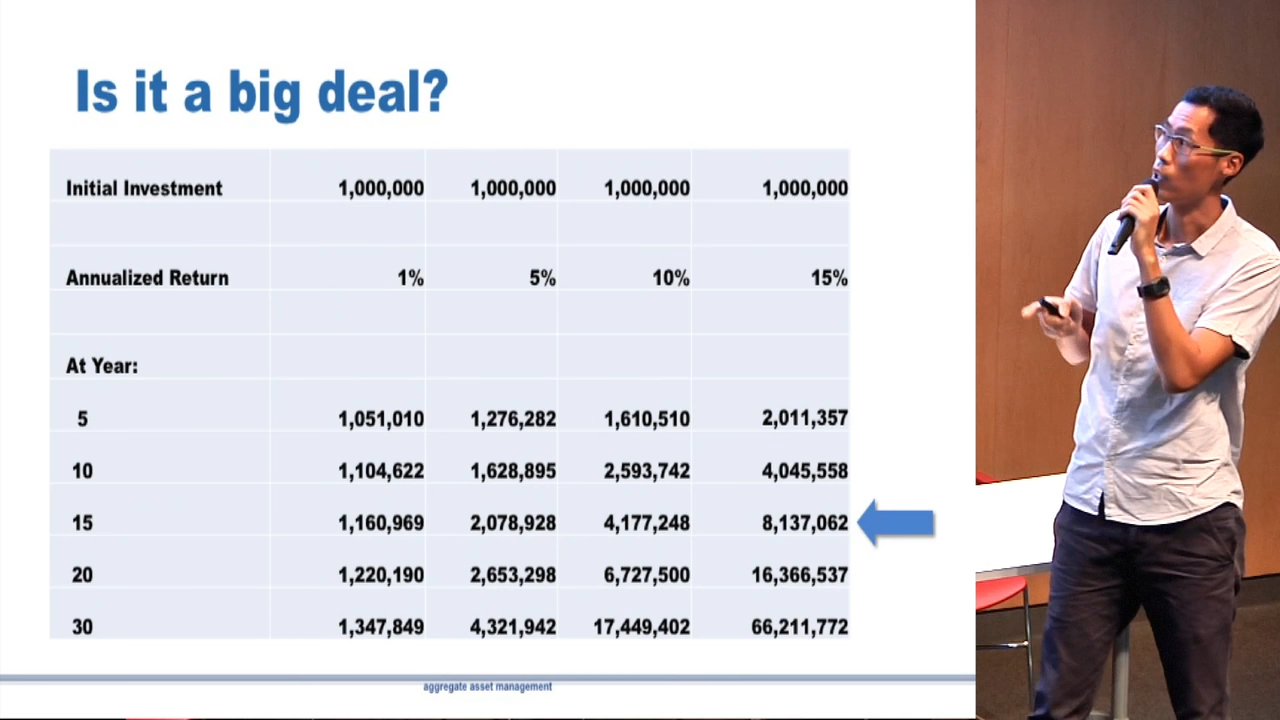 Is it a big deal?
Initial Investment 1,000,000 1,000,000 1,000,000 1,000,000
Annualized Return 1% 5% 10% 15%
At Year:
5 1,051,010 1,276,282 1,610,510 2,011,357
10 1,104,622 1,628,895 2,593,742 4,045,558
15 1,160,969 2,078,928 4,177,248 8,137,062
20 1,220,190 2,653,298 6,727,500 16,366,537
30 1,347,849 4,321,942 17,449,402 66,211,772
aggregate asset management